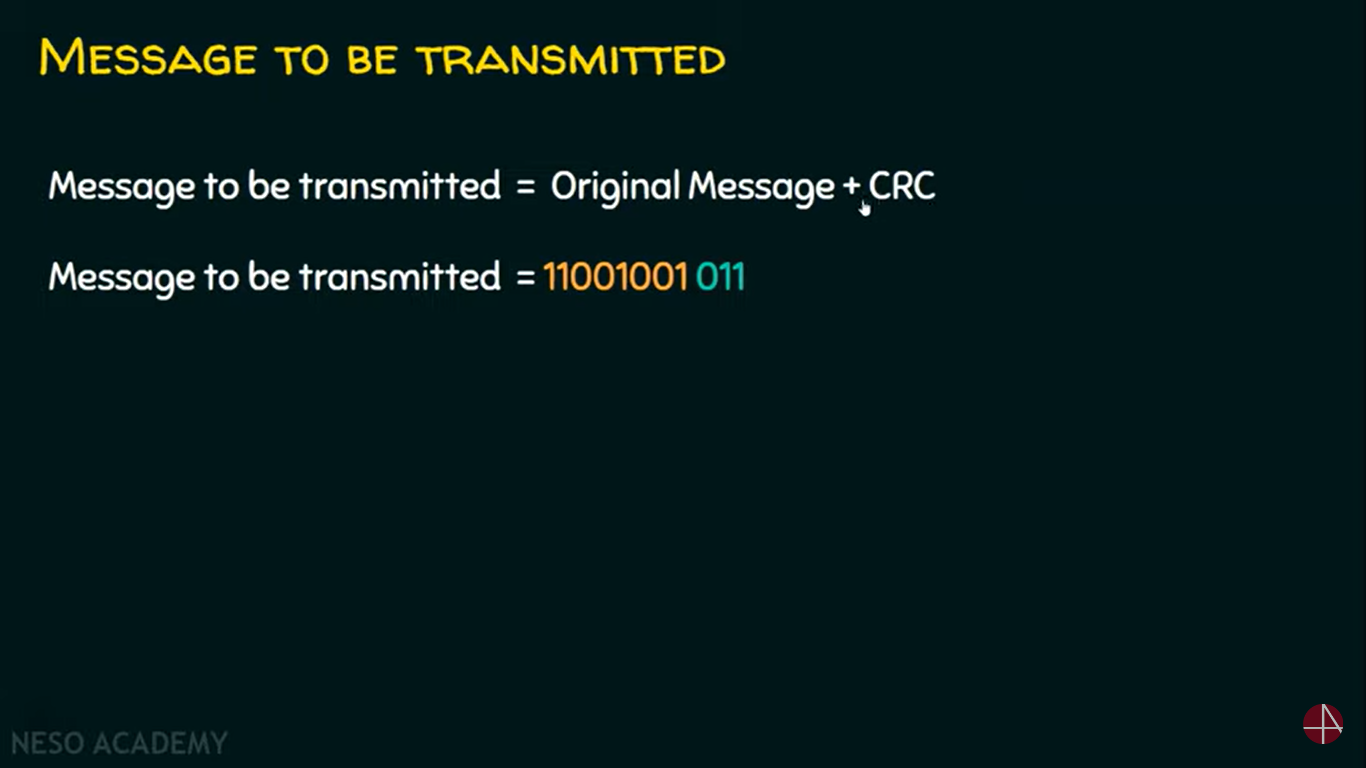 MESSAGE TO BE TRANSMITTED
Message to be transmitted = Original Message + CRC
Message to be transmitted = 11001001 011
NESO ACADEMY